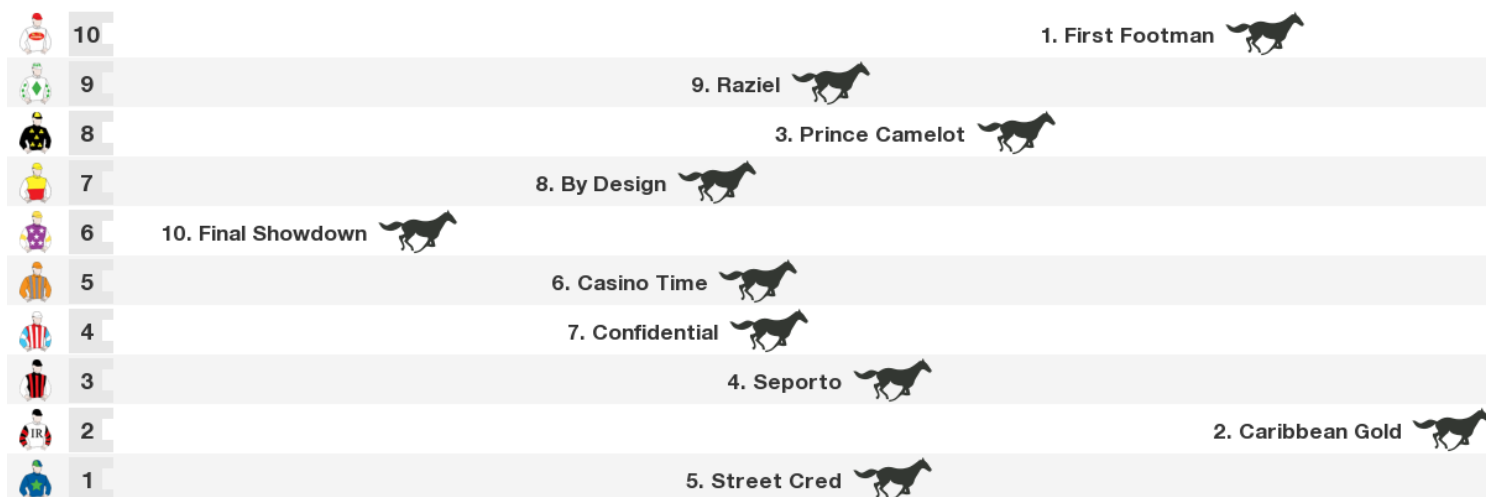 10 1. First Footman
9 9. Raziel
8 3. Prince Camelot
7 8. By Design
6 10. Final Showdown
5 6. Casino Time
4 7. Confidential
3 4. Seporto
IR 2 2. Caribbean Gold
1 5. Street Cred